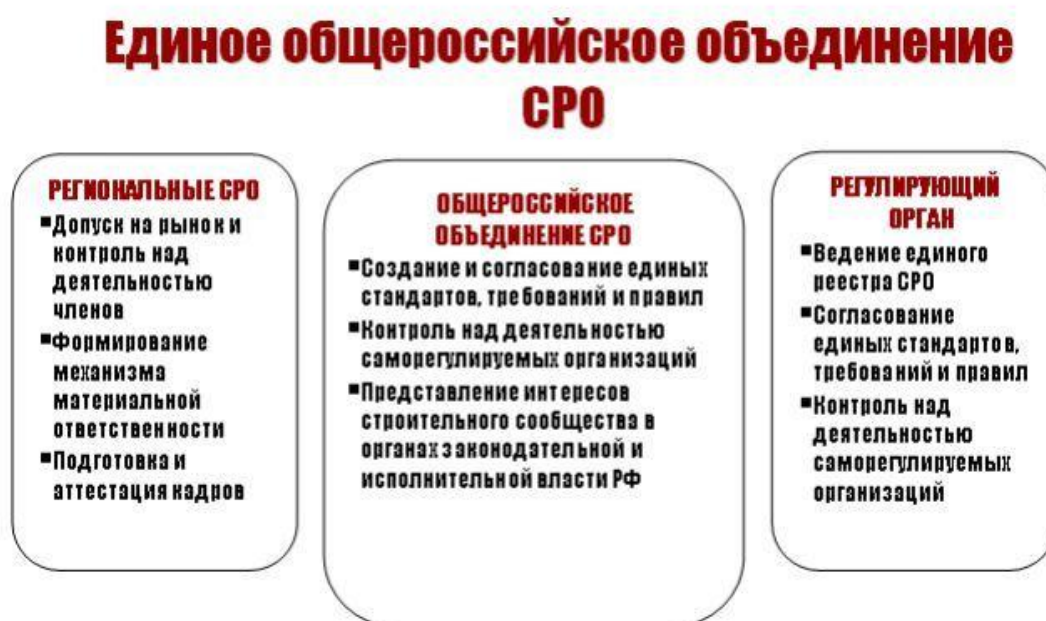 Единое общероссийское объединение
СРО
РЕГИОНАЛЬНЫЕ СРО
▪Допуск на рынок и
контроль над
деятельностью
членов
▪Формирование
механизма
материальной
ответственности
▪Подготовка и
аттестация кадров
ОБЩЕРОССИЙСКОЕ
ОБЪЕДИНЕНИЕ СРО
▪Создание и согласование единых
стандартов, требований и правил
▪Контроль над деятельностью
саморегулируемых организаций
▪Представление интересов
строительного сообщества в
органах законодательной и
исполнительной власти РФ
РЕГУЛИРУЮЩИЙ
ОРГАН
▪Ведение единого
реестра СРО
▪Согласование
единых стандартов,
требований и правил
▪Контроль над
деятельностью
саморегулируемых
организаций